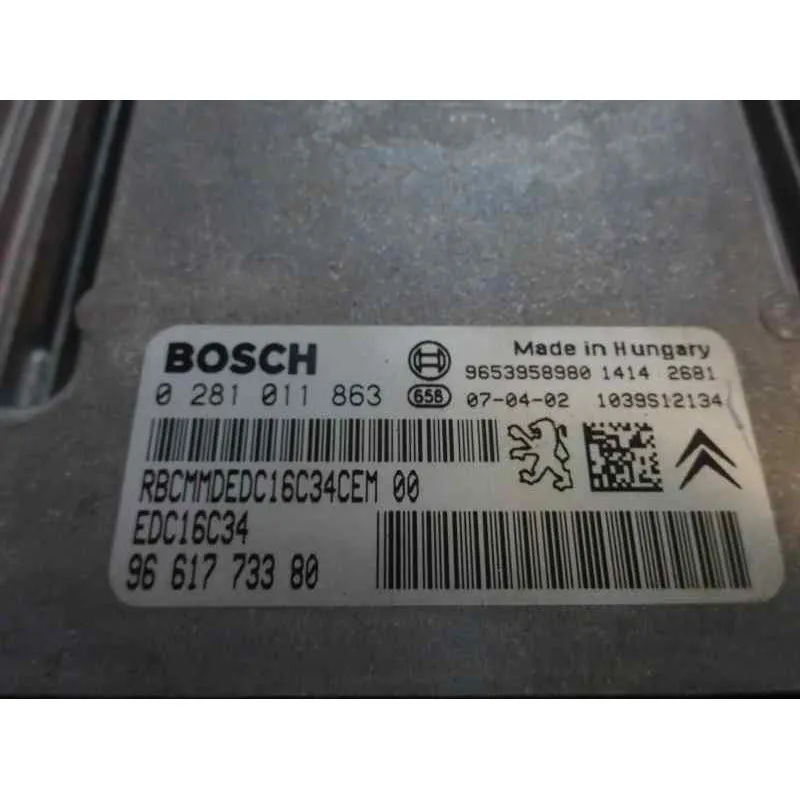 BOSCH
Made in Hungary
9653958980 1414 2681
0 281 011 863
658 07-04-02 1039S12134
RBCMMDEDC16C34CEM 00
EDC16C34
96 617 733 80